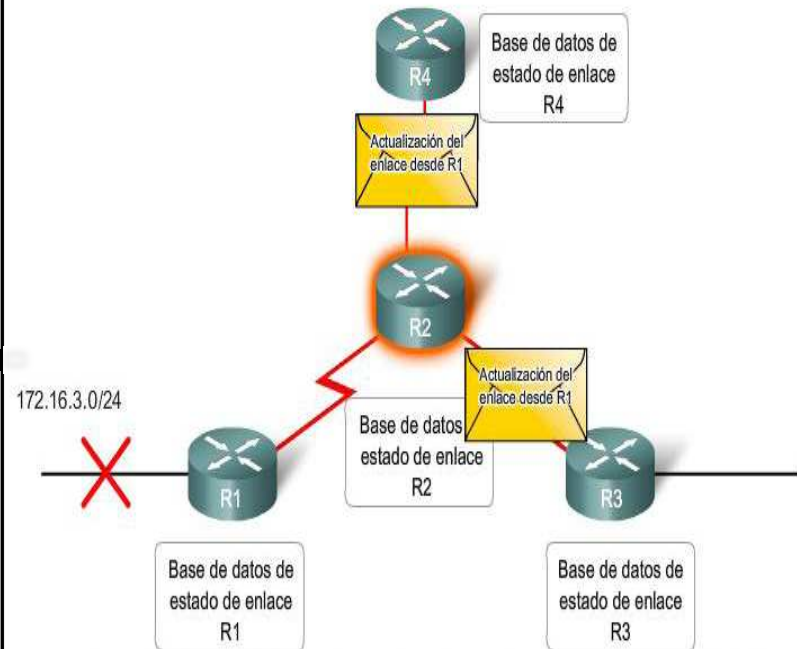 R4
Base de datos de
estado de enlace
R4
Actualización del
enlace desde R1
R2
Actualización del
enlace desde R1
172.16.3.0/24
Base de datos
estado de enlace
R2
R1
R3
Base de datos de
estado de enlace
R1
Base de datos de
estado de enlace
R3